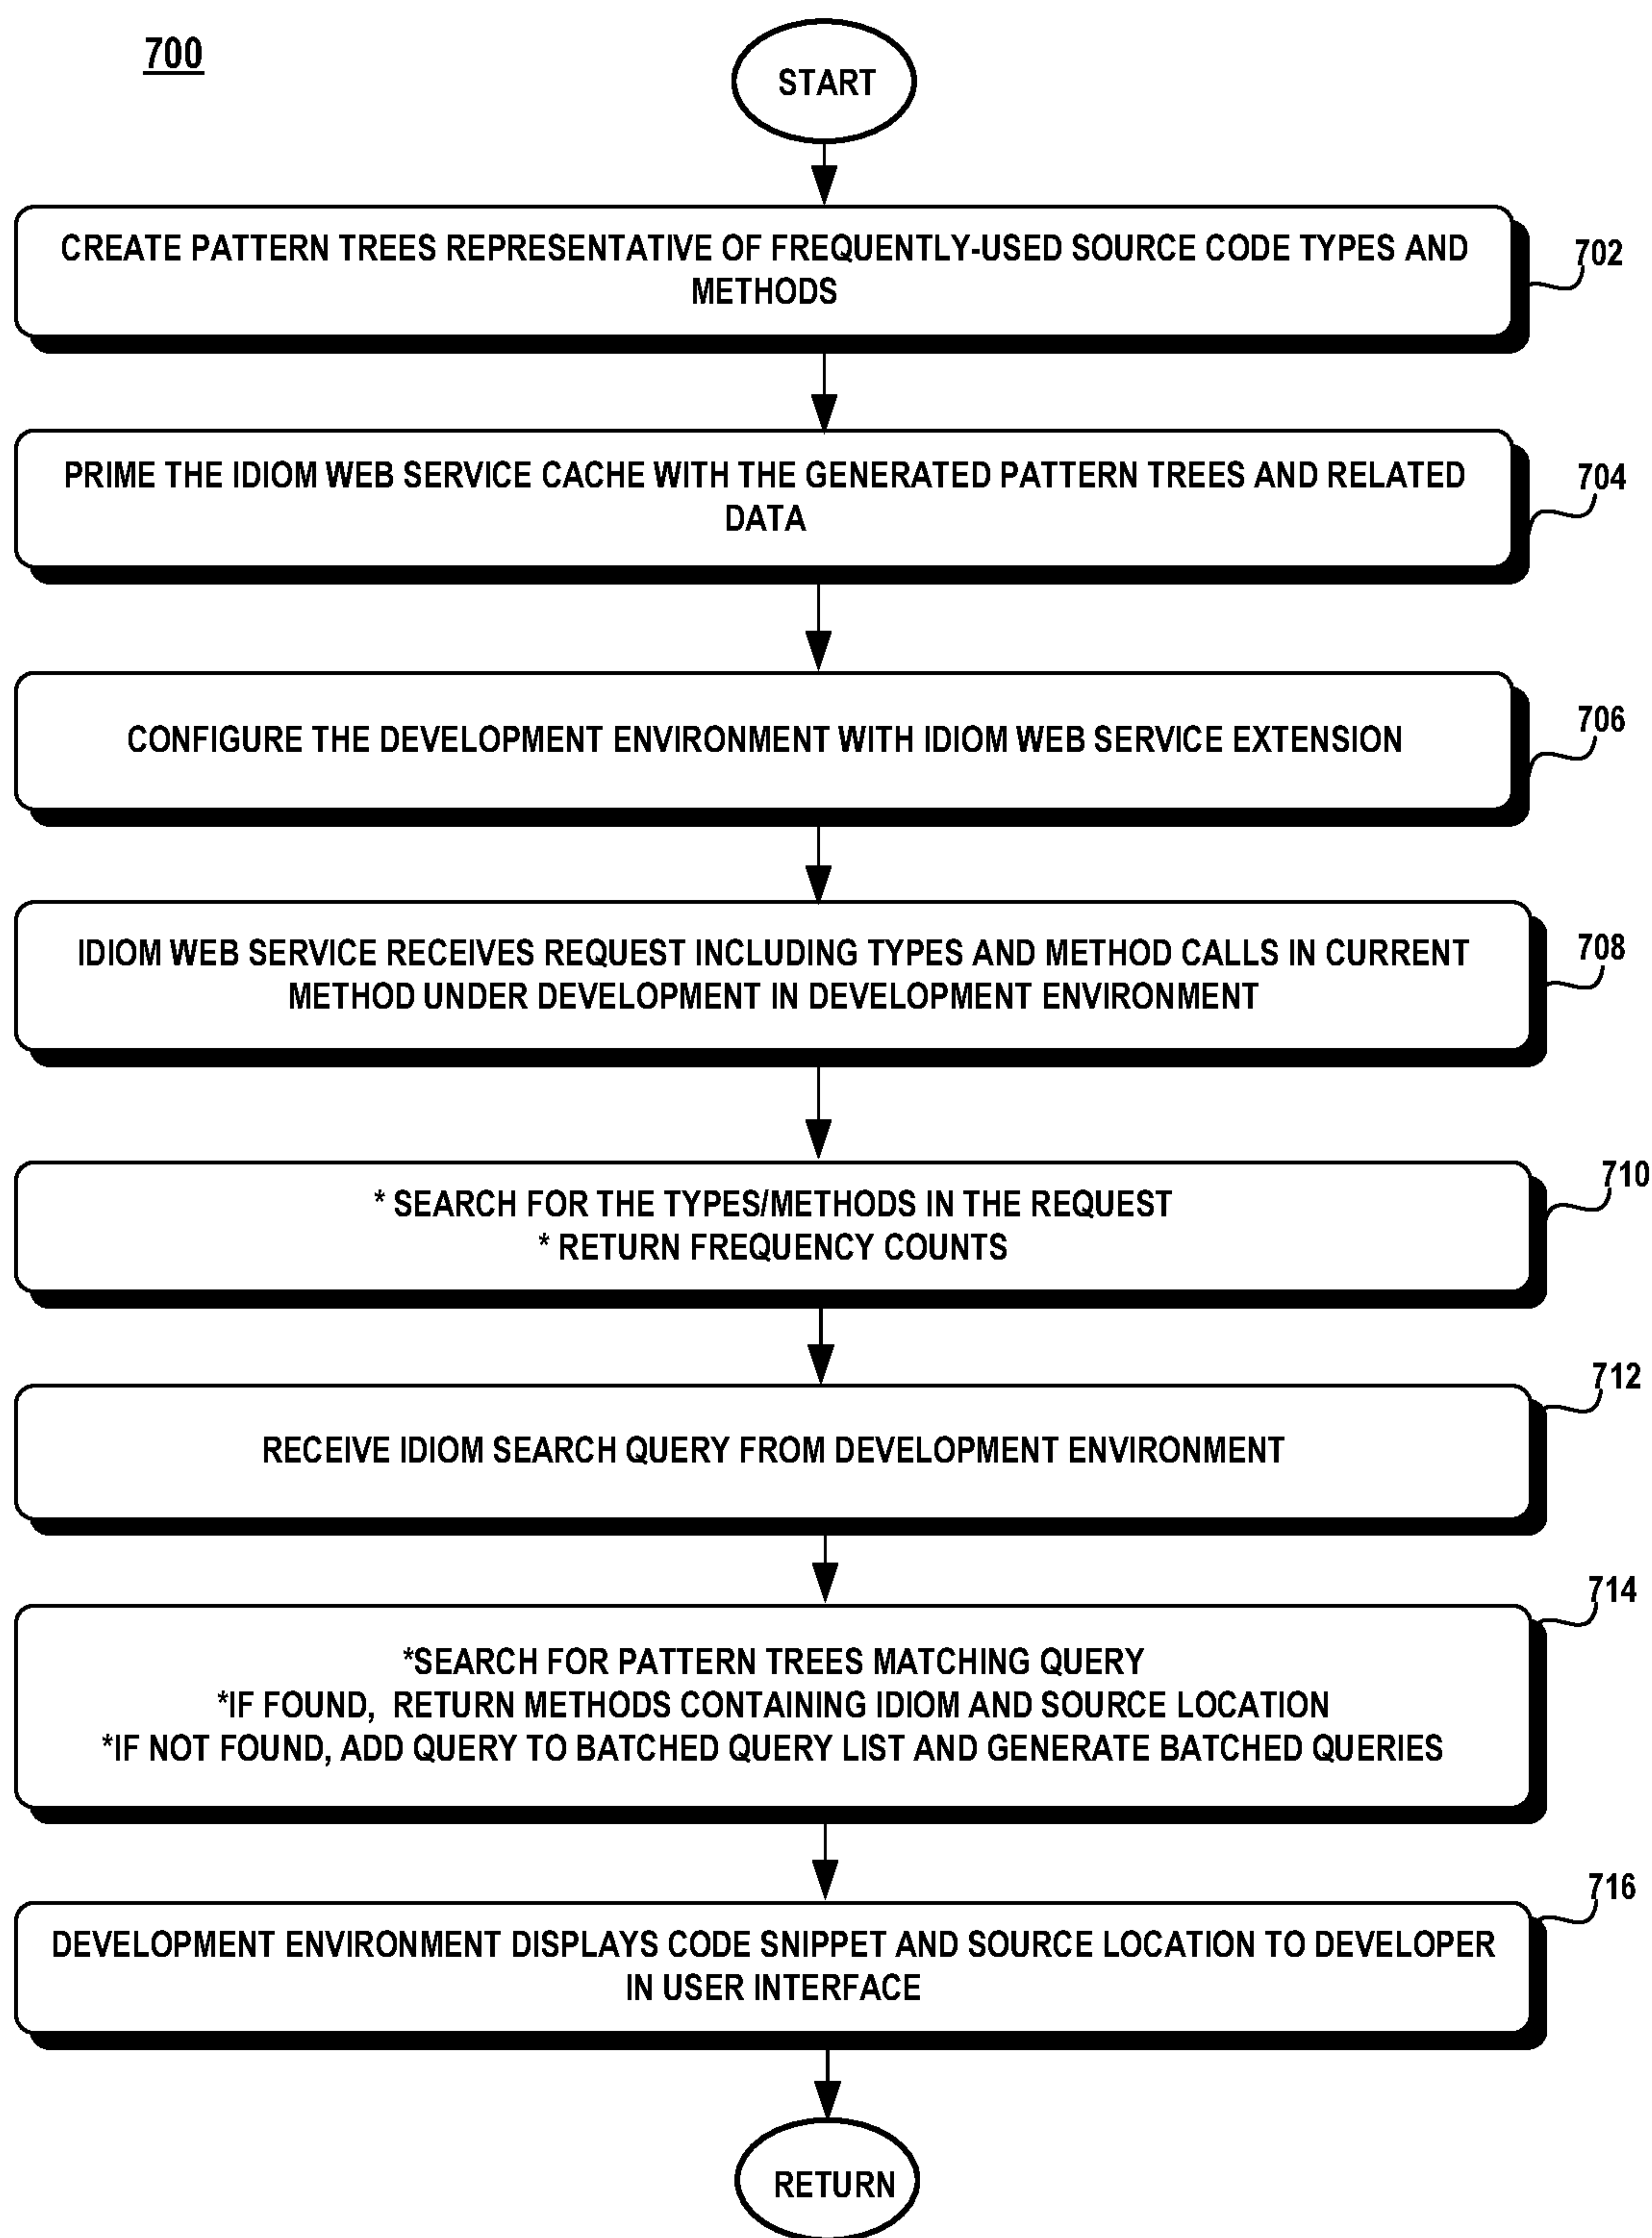 700
START
CREATE PATTERN TREES REPRESENTATIVE OF FREQUENTLY-USED SOURCE CODE TYPES AND
METHODS
702
PRIME THE IDIOM WEB SERVICE CACHE WITH THE GENERATED PATTERN TREES AND RELATED
DATA
704
CONFIGURE THE DEVELOPMENT ENVIRONMENT WITH IDIOM WEB SERVICE EXTENSION
706
IDIOM WEB SERVICE RECEIVES REQUEST INCLUDING TYPES AND METHOD CALLS IN CURRENT
METHOD UNDER DEVELOPMENT IN DEVELOPMENT ENVIRONMENT
708
* SEARCH FOR THE TYPES/METHODS IN THE REQUEST
* RETURN FREQUENCY COUNTS
710
RECEIVE IDIOM SEARCH QUERY FROM DEVELOPMENT ENVIRONMENT
712
*SEARCH FOR PATTERN TREES MATCHING QUERY
*IF FOUND, RETURN METHODS CONTAINING IDIOM AND SOURCE LOCATION
*IF NOT FOUND, ADD QUERY TO BATCHED QUERY LIST AND GENERATE BATCHED QUERIES
714
DEVELOPMENT ENVIRONMENT DISPLAYS CODE SNIPPET AND SOURCE LOCATION TO DEVELOPER
IN USER INTERFACE
716
RETURN